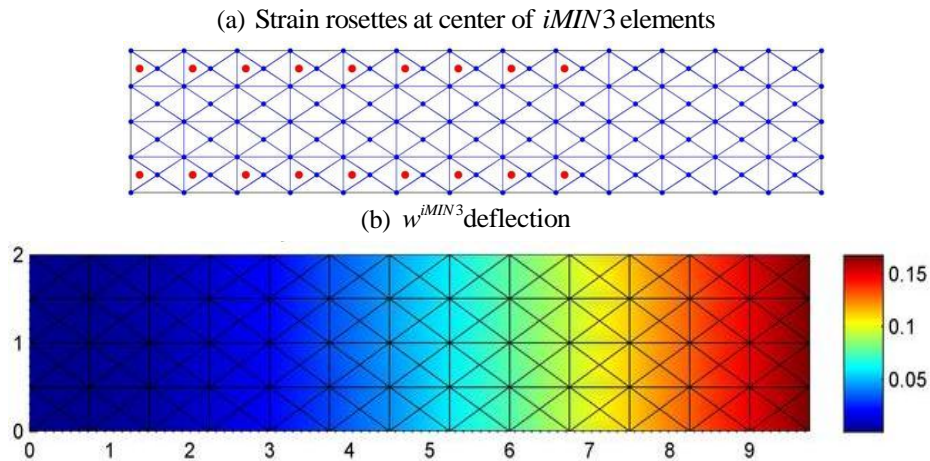 (a) Strain rosettes at center of iMIN3 elements
(b) w^{iMIN3} deflection
2
1
0
0 1 2 3 4 5 6 7 8 9
0.15
0.1
0.05